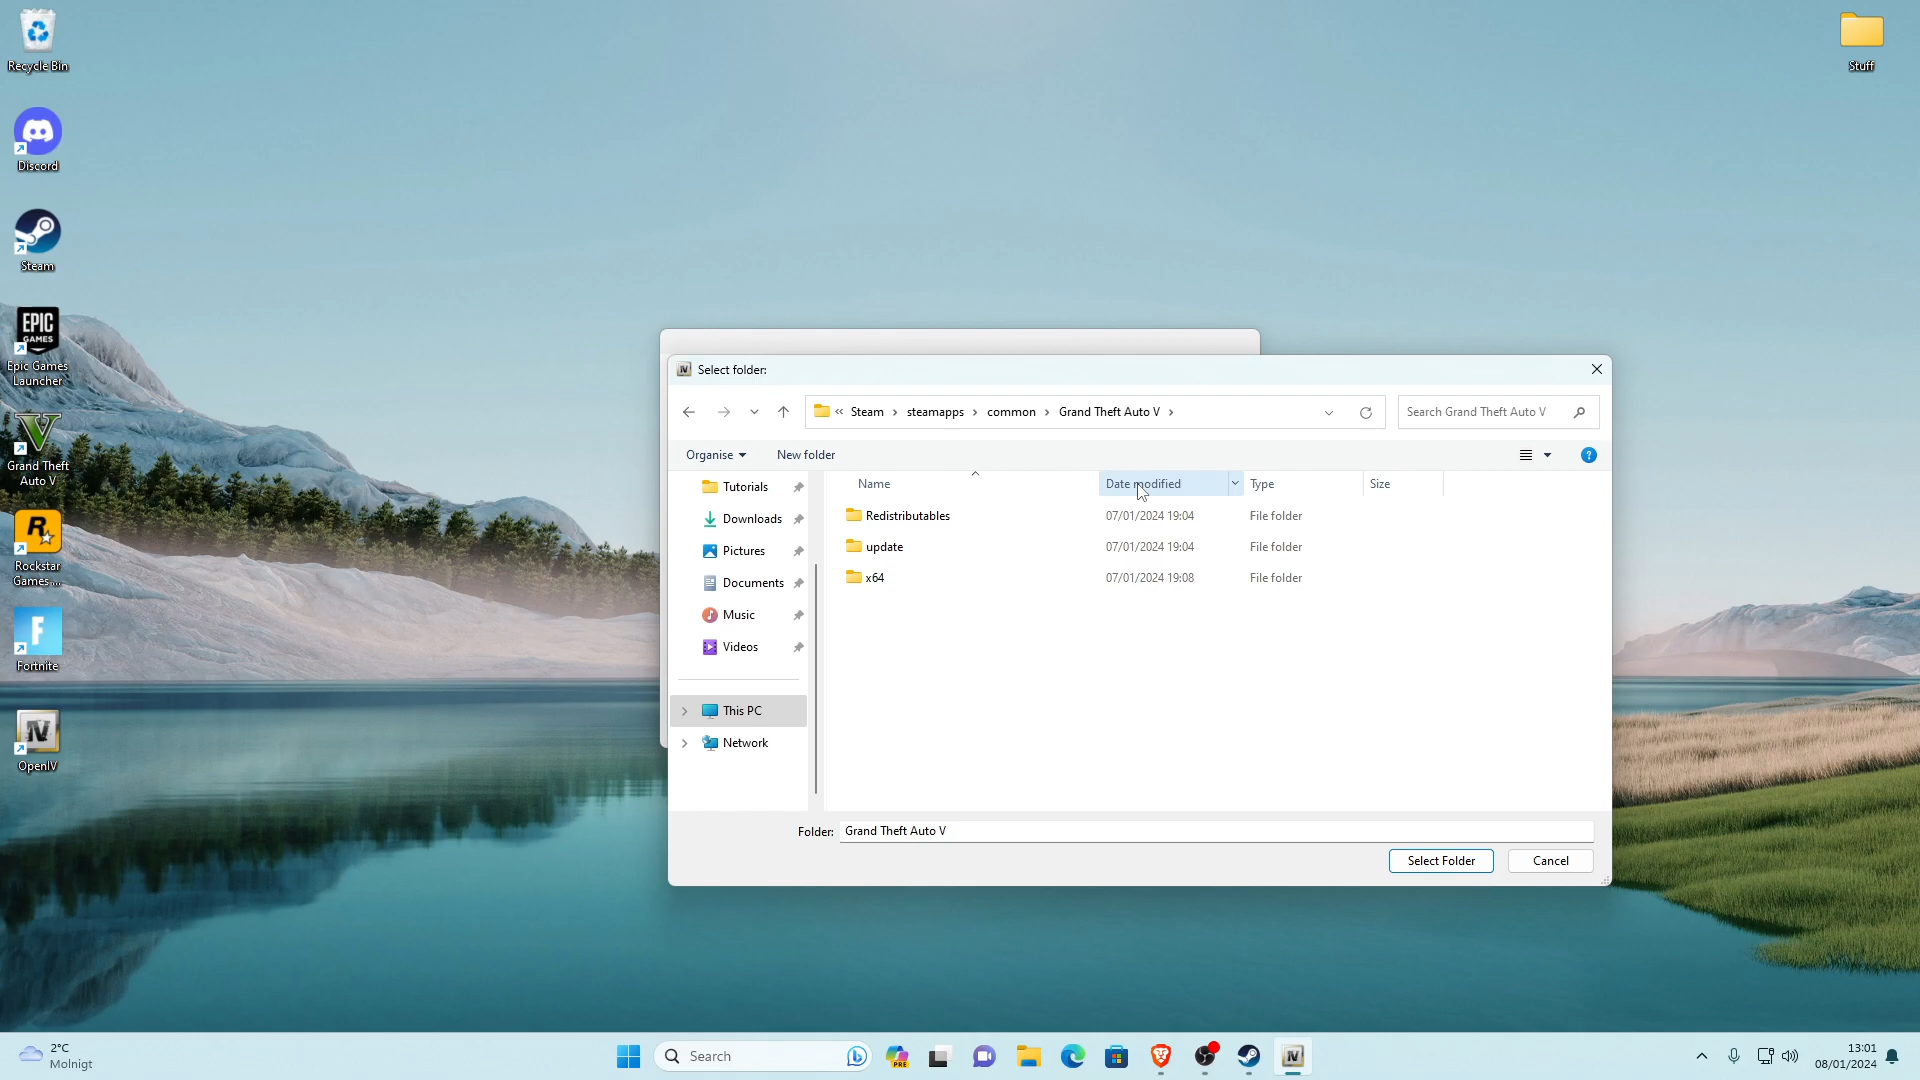 Recycle Bin
Discord
Steam
EPIC
GAMES
Epic Games
Launcher
Grand Theft
Auto V
Rockstar
Games ...
Fortnite
IV
OpenIV
Stuff
Select folder:
« Steam › steamapps › common › Grand Theft Auto V ›
Search Grand Theft Auto V
Organise
New folder
Tutorials
Downloads
Pictures
Documents
Music
Videos
This PC
Network
Name Date modified Type Size
Redistributables 07/01/2024 19:04 File folder
update 07/01/2024 19:04 File folder
x64 07/01/2024 19:08 File folder
Folder: Grand Theft Auto V
Select Folder
Cancel
2°C
Molnigt
Search
PRE
13:01
08/01/2024